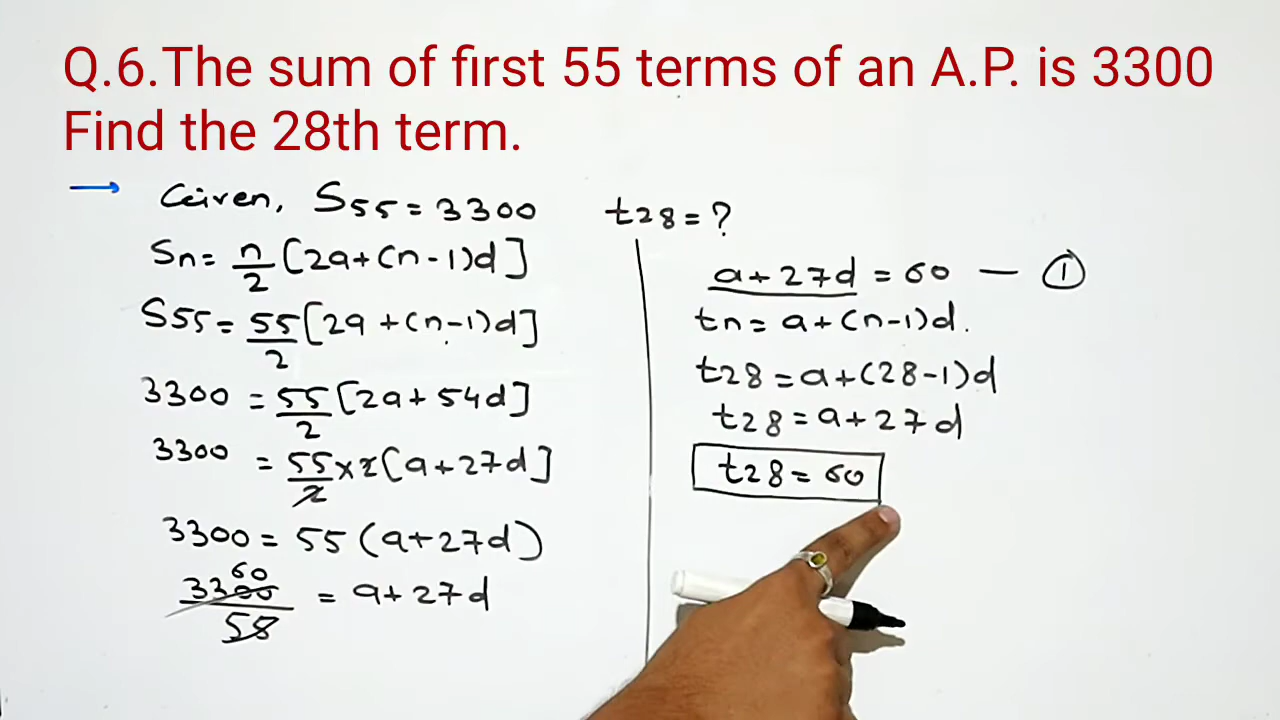 Q.6.The sum of first 55 terms of an A.P. is 3300
Find the 28th term.
→ Given, S55 = 3300 t28 = ?
Sn = n/2 [2a+(n-1)d]
S55 = 55/2 [2a+(n-1)d]
3300 = 55/2 [2a+54d]
3300 = 55/2 × 2[a+27d]
3300 = 55 (a+27d)
60
3300/55 = a+27d
a+27d = 60 — ①
tn = a+(n-1)d.
t28 = a+(28-1)d
t28 = a+27d
t28 = 60